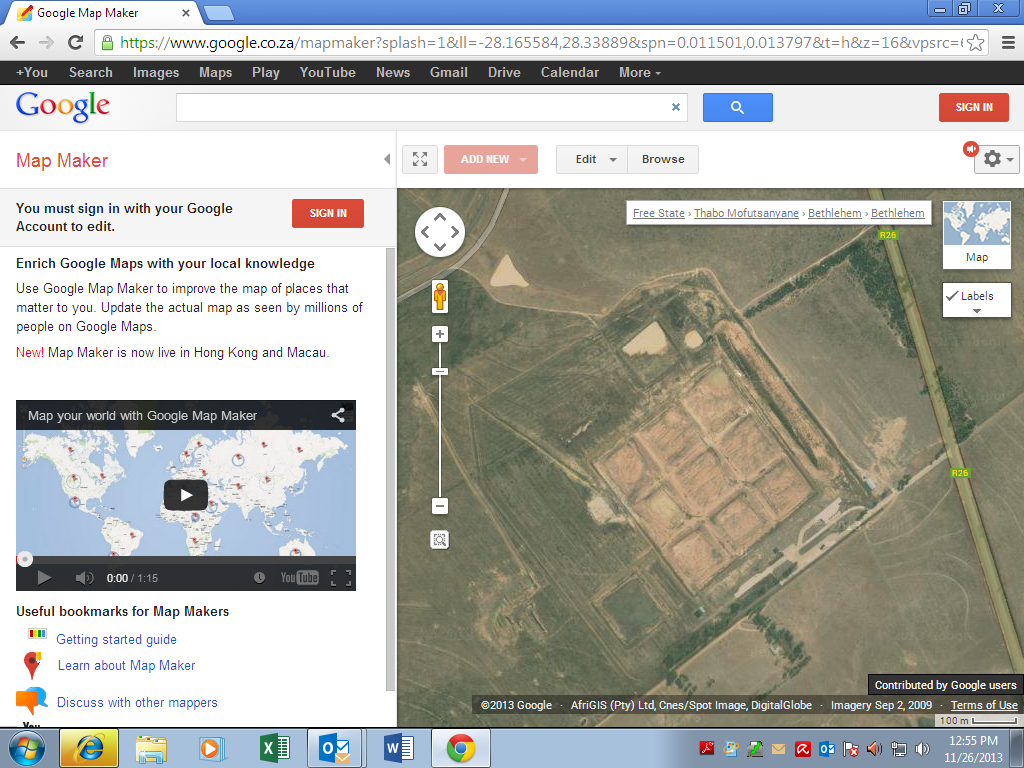 Google Map Maker
https://www.google.co.za/mapmaker?splash=1&ll=-28.165584,28.33889&spn=0.011501,0.013797&t=h&z=16&vpsrc=
+You Search Images Maps Play YouTube News Gmail Drive Calendar More
Google
SIGN IN
Map Maker
ADD NEW
Edit
Browse
You must sign in with your Google
Account to edit.
SIGN IN
Enrich Google Maps with your local knowledge
Use Google Map Maker to improve the map of places that
matter to you. Update the actual map as seen by millions of
people on Google Maps.
New! Map Maker is now live in Hong Kong and Macau.
Map your world with Google Map Maker
0:00 / 1:15
YouTube
Useful bookmarks for Map Makers
Getting started guide
Learn about Map Maker
Discuss with other mappers
You
Free State › Thabo Mofutsanyane › Bethlehem › Bethlehem
Map
Labels
R26
R26
Google
Contributed by Google users
©2013 Google · AfriGIS (Pty) Ltd, Cnes/Spot Image, DigitalGlobe · Imagery Sep 2, 2009 · Terms of Use
100 m
12:55 PM
11/26/2013